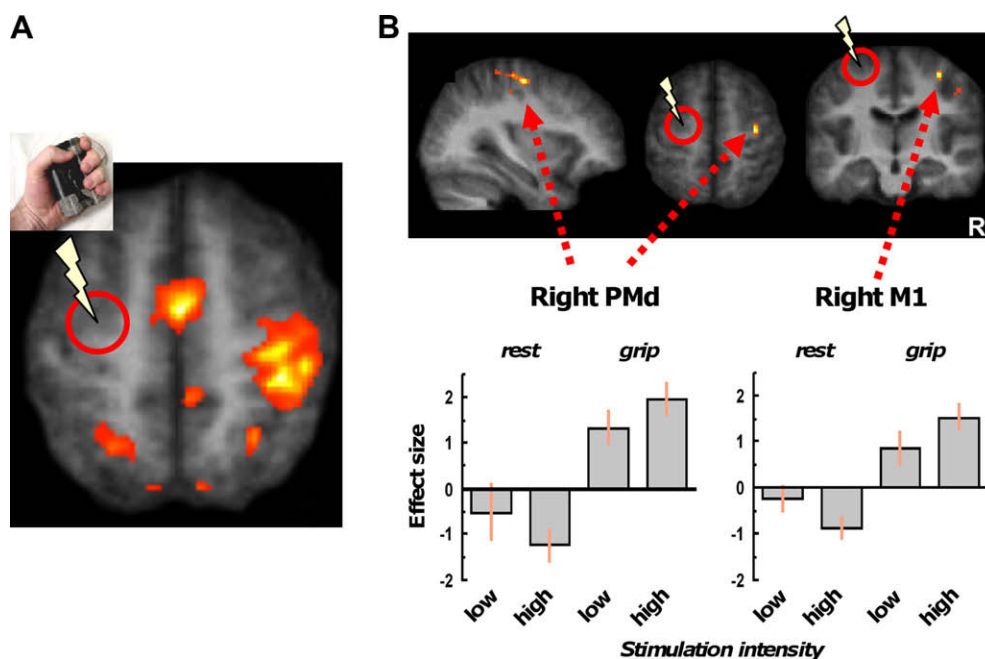 A
B
R
Right PMd
Right M1
rest grip
rest grip
Effect size
2
1
0
-1
-2
low high low high
2
1
0
-1
-2
low high low high
Stimulation intensity